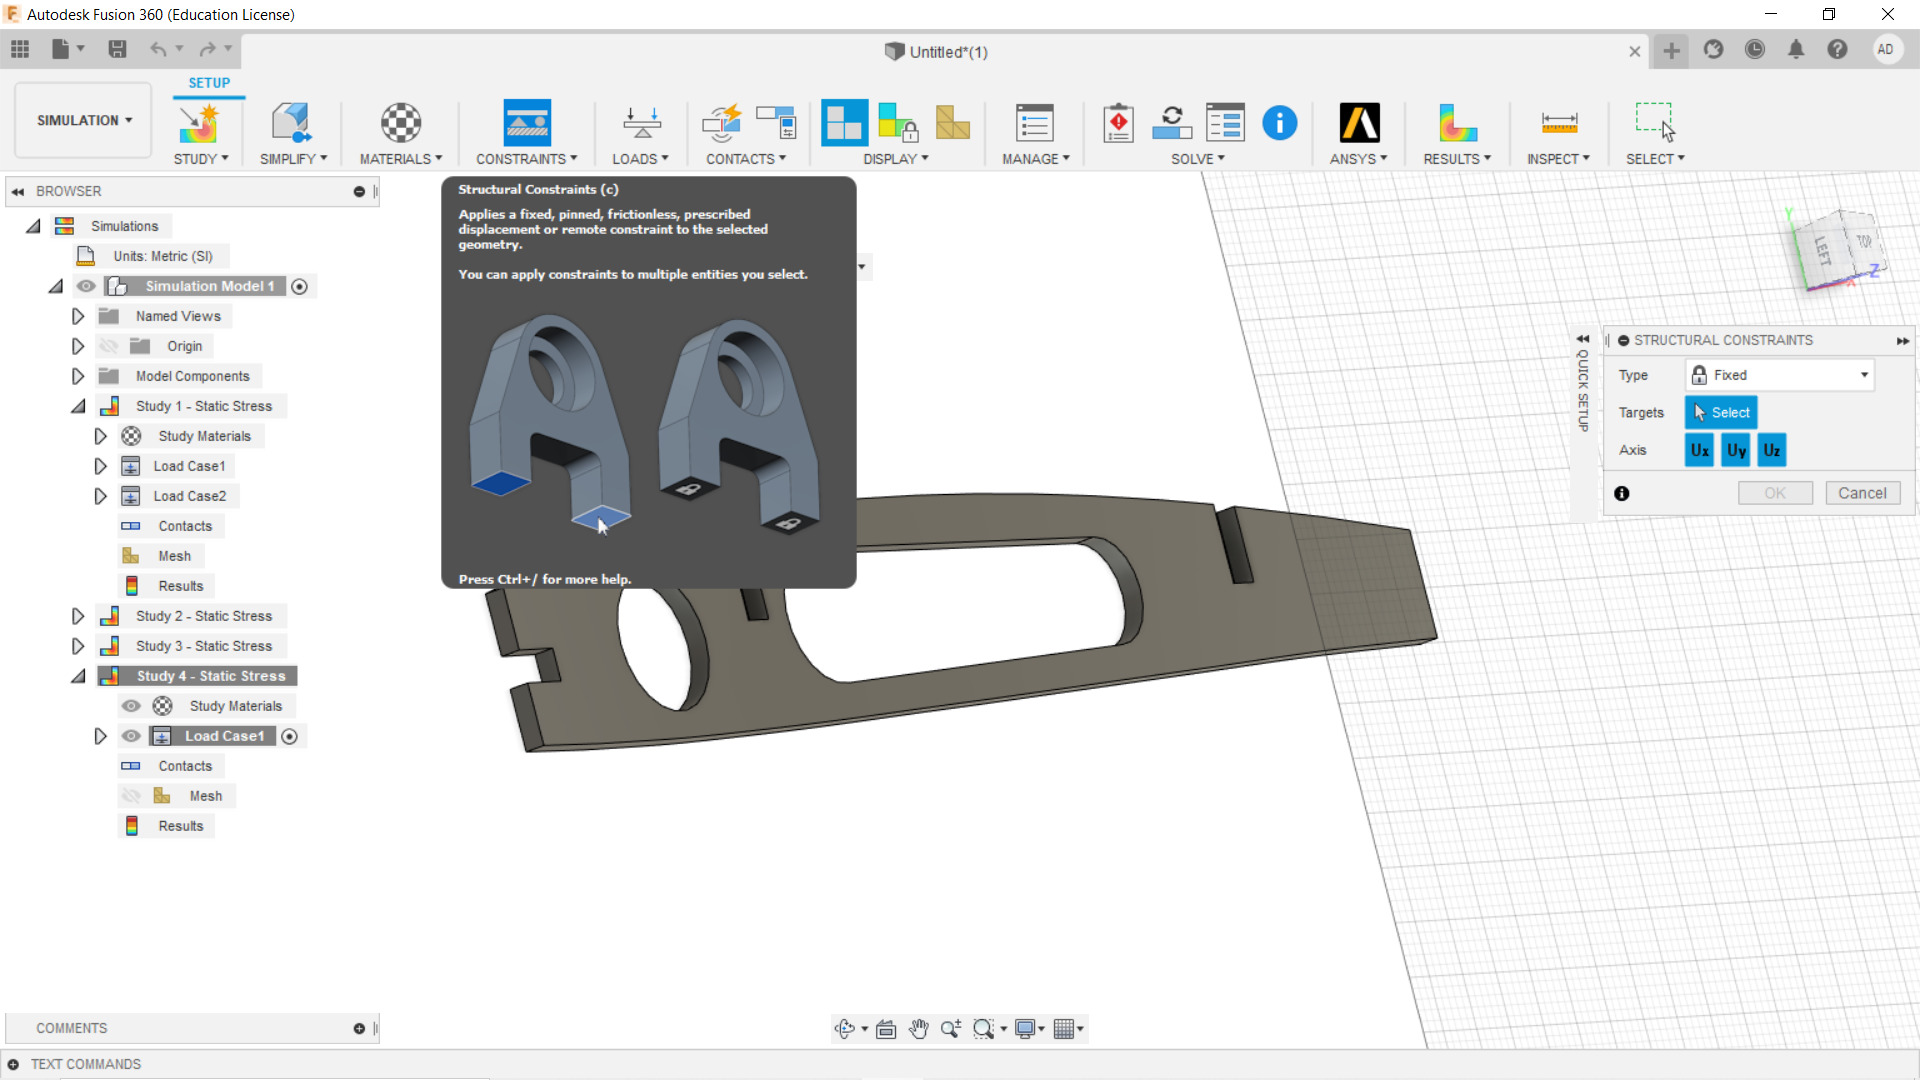 Autodesk Fusion 360 (Education License)
Untitled*(1)
AD
SIMULATION
SETUP
STUDY
SIMPLIFY
MATERIALS
CONSTRAINTS
LOADS
CONTACTS
DISPLAY
MANAGE
SOLVE
ANSYS
RESULTS
INSPECT
SELECT
BROWSER
Simulations
Units: Metric (SI)
Simulation Model 1
Named Views
Origin
Model Components
Study 1 - Static Stress
Study Materials
Load Case1
Load Case2
Contacts
Mesh
Results
Study 2 - Static Stress
Study 3 - Static Stress
Study 4 - Static Stress
Study Materials
Load Case1
Contacts
Mesh
Results
Structural Constraints (c)
Applies a fixed, pinned, frictionless, prescribed
displacement or remote constraint to the selected
geometry.
You can apply constraints to multiple entities you select.
Press Ctrl+/ for more help.
Y
LEFT
TOP
Z
X
QUICK SETUP
STRUCTURAL CONSTRAINTS
Type
Fixed
Targets
Select
Axis
Ux
Uy
Uz
OK
Cancel
COMMENTS
TEXT COMMANDS